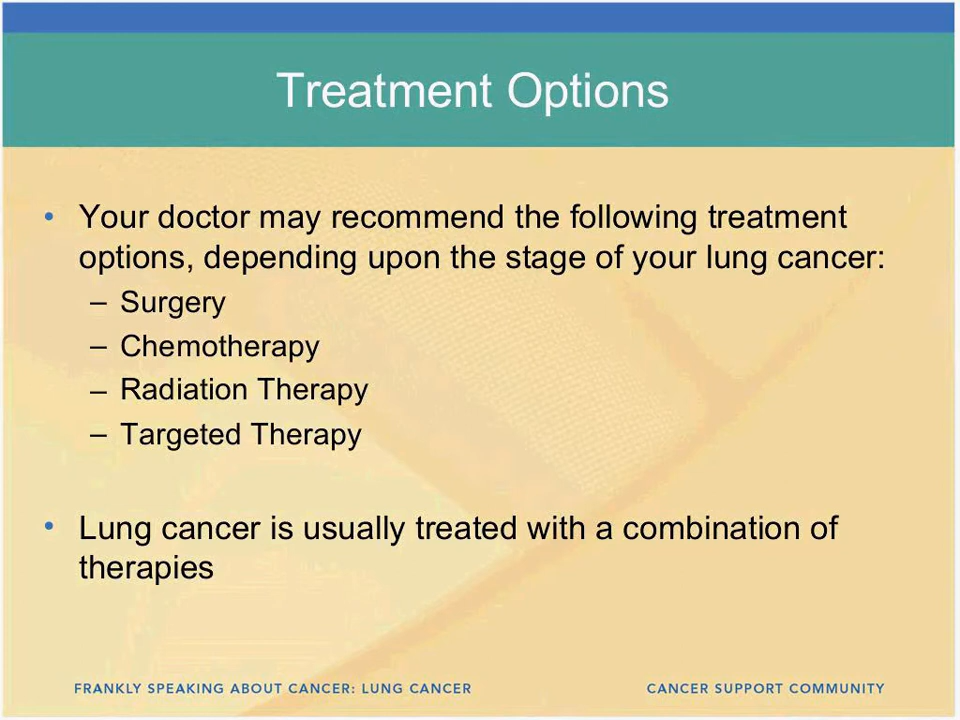 Treatment Options
• Your doctor may recommend the following treatment
options, depending upon the stage of your lung cancer:
– Surgery
– Chemotherapy
– Radiation Therapy
– Targeted Therapy
• Lung cancer is usually treated with a combination of
therapies
FRANKLY SPEAKING ABOUT CANCER: LUNG CANCER
CANCER SUPPORT COMMUNITY